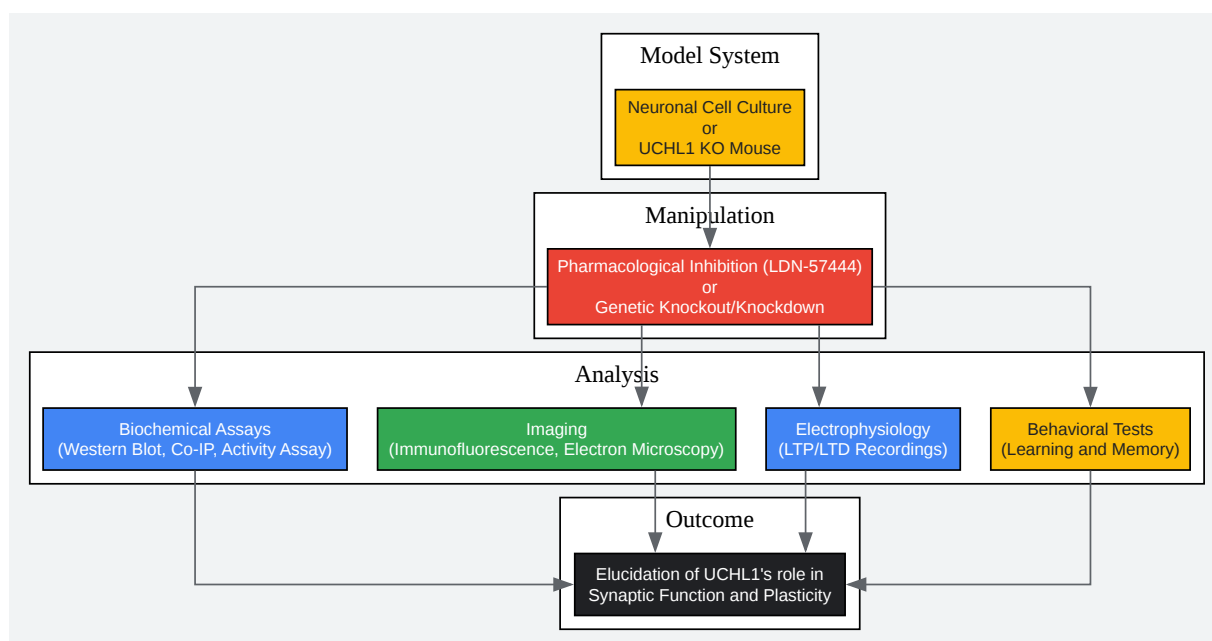 Model System
Neuronal Cell Culture
or
UCHL1 KO Mouse
Manipulation
Pharmacological Inhibition (LDN-57444)
or
Genetic Knockout/Knockdown
Analysis
Biochemical Assays
(Western Blot, Co-IP, Activity Assay)
Imaging
(Immunofluorescence, Electron Microscopy)
Electrophysiology
(LTP/LTD Recordings)
Behavioral Tests
(Learning and Memory)
Outcome
Elucidation of UCHL1's role in
Synaptic Function and Plasticity